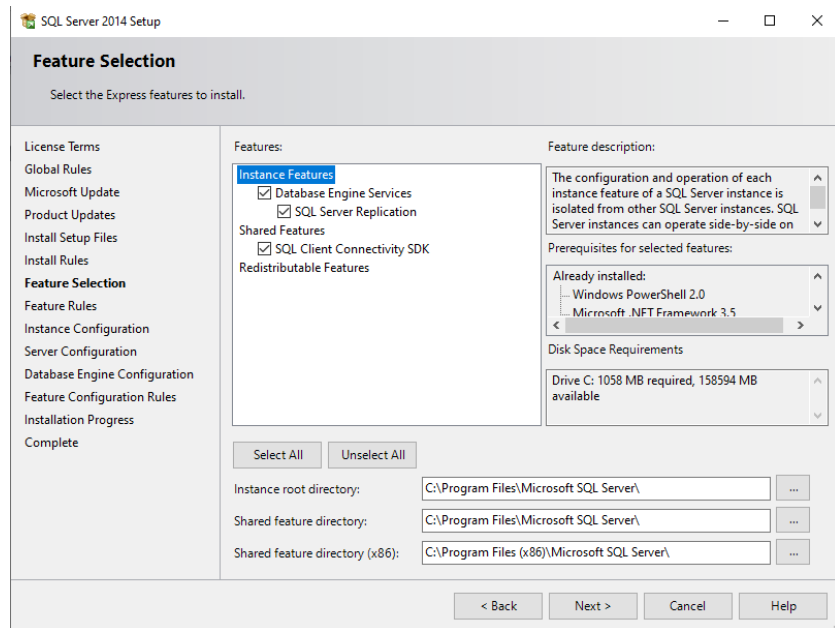 SQL Server 2014 Setup
Feature Selection
Select the Express features to install.
License Terms
Global Rules
Microsoft Update
Product Updates
Install Setup Files
Install Rules
Feature Selection
Feature Rules
Instance Configuration
Server Configuration
Database Engine Configuration
Feature Configuration Rules
Installation Progress
Complete
Features:
Instance Features
Database Engine Services
SQL Server Replication
Shared Features
SQL Client Connectivity SDK
Redistributable Features
Feature description:
The configuration and operation of each
instance feature of a SQL Server instance is
isolated from other SQL Server instances. SQL
Server instances can operate side-by-side on
Prerequisites for selected features:
Already installed:
Windows PowerShell 2.0
Microsoft .NET Framework 3.5
Disk Space Requirements
Drive C: 1058 MB required, 158594 MB
available
Select All
Unselect All
Instance root directory:
C:\Program Files\Microsoft SQL Server\
...
Shared feature directory:
C:\Program Files\Microsoft SQL Server\
...
Shared feature directory (x86):
C:\Program Files (x86)\Microsoft SQL Server\
...
< Back
Next >
Cancel
Help